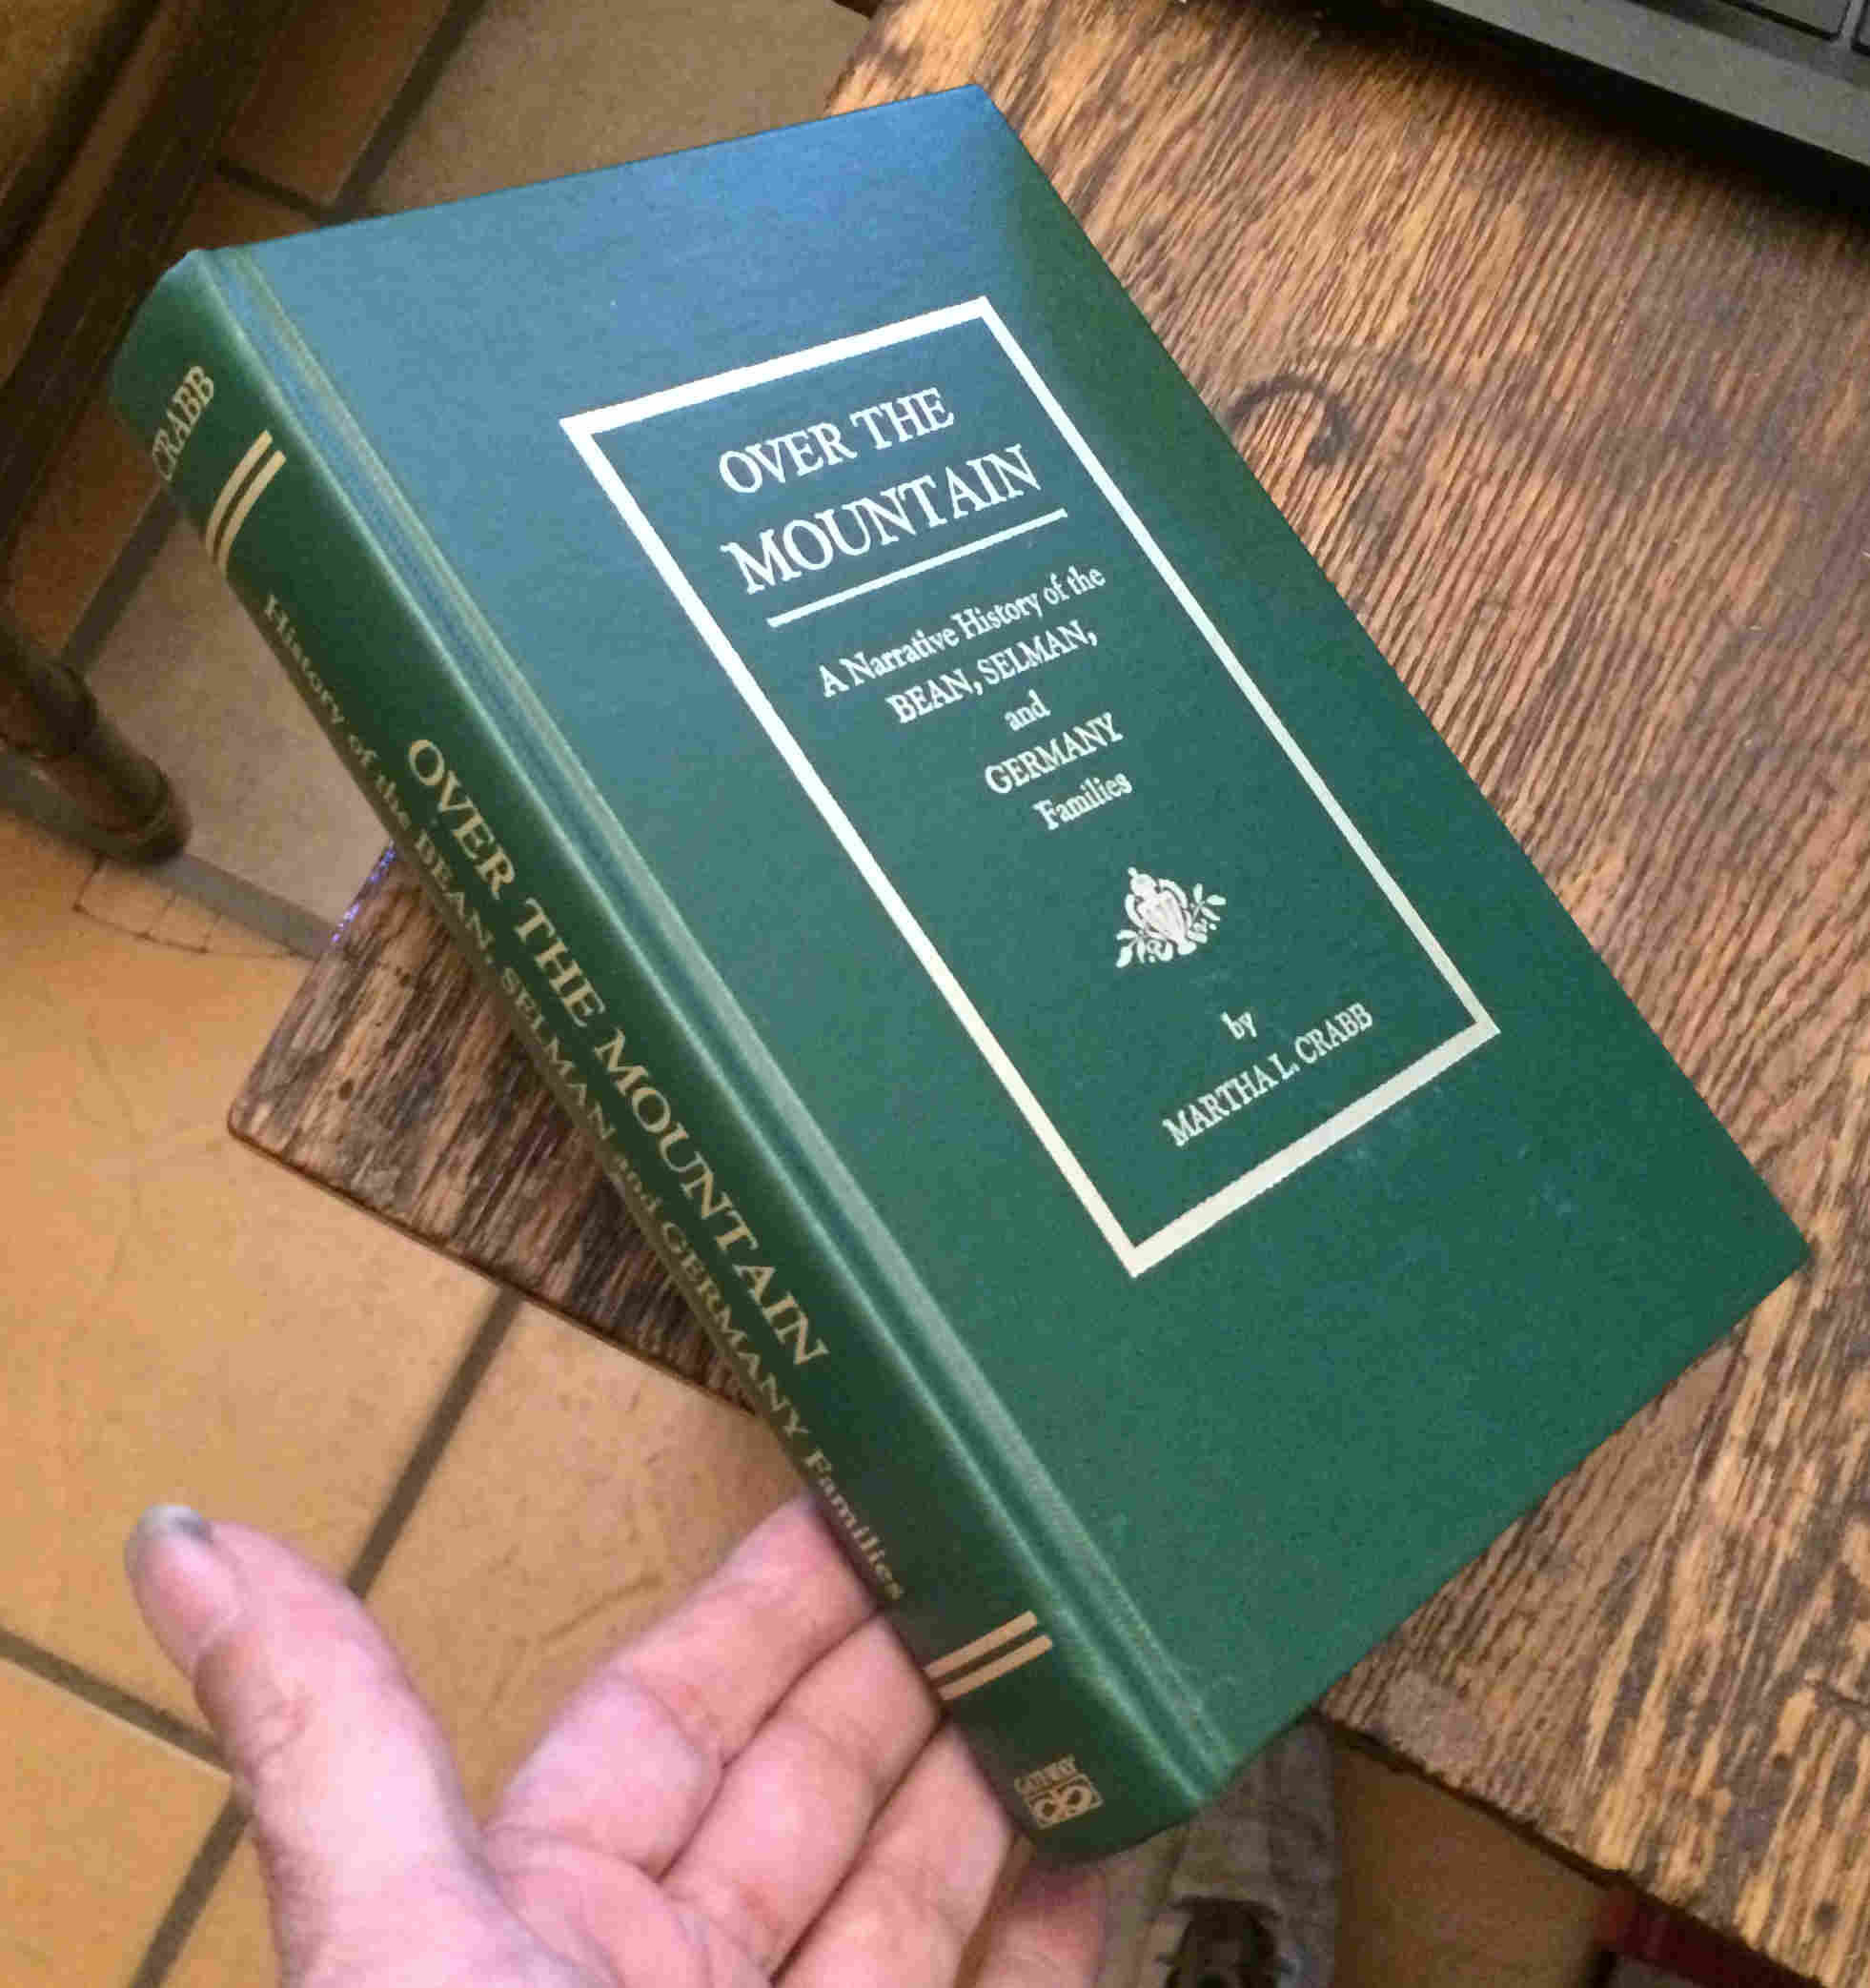 OVER THE
MOUNTAIN
A Narrative History of the
BEAN, SELMAN,
and
GERMANY
Families
by
MARTHA L. CRABB
CRABB
OVER THE MOUNTAIN
History of the BEAN, SELMAN and GERMANY Families
GATEWAY